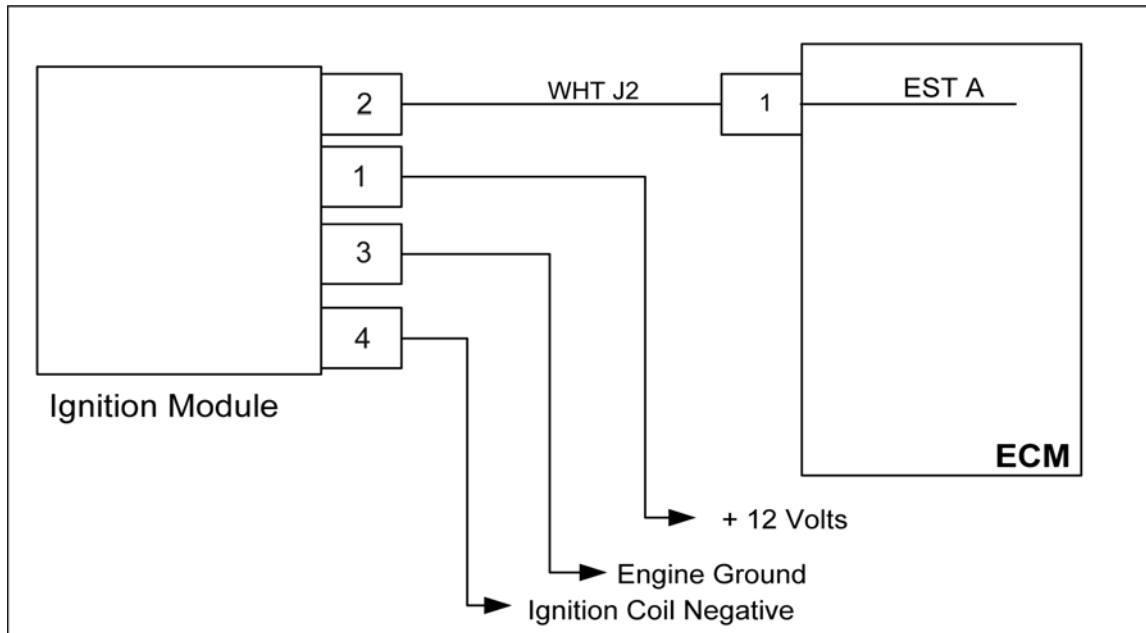 2
WHT J2
1
EST A
1
3
4
Ignition Module
ECM
+ 12 Volts
Engine Ground
Ignition Coil Negative